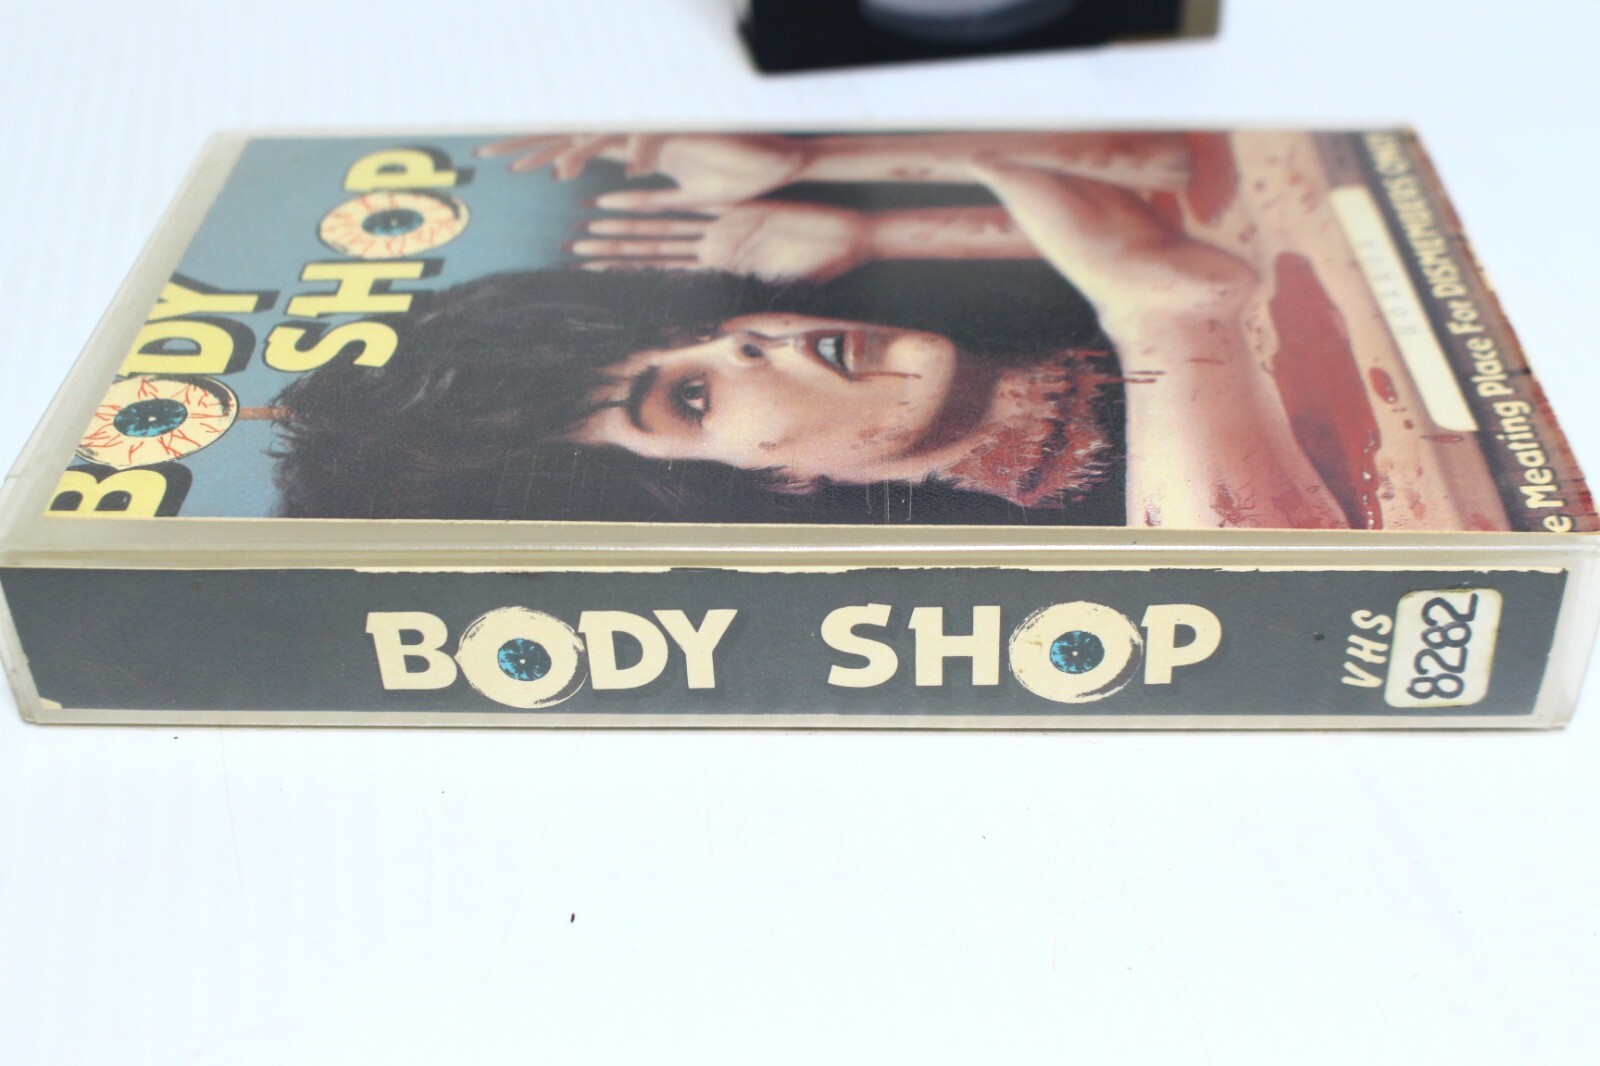 BODY
SHOP
e Meating Place For DISMEMBERS ONLY
BODY SHOP
VHS
8282